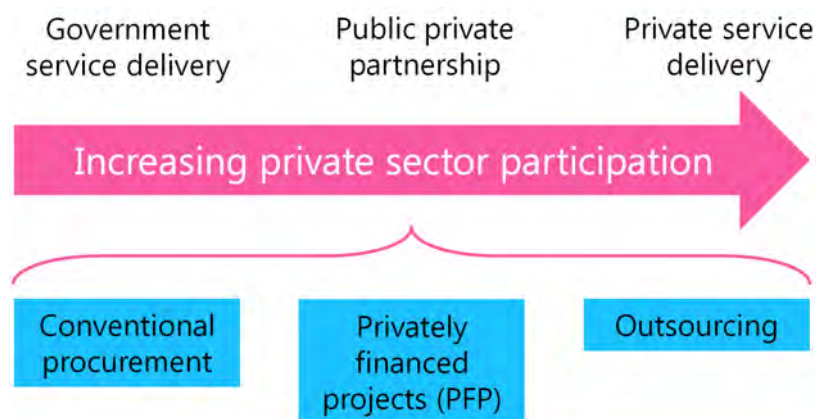 Government
service delivery
Public private
partnership
Private service
delivery
Increasing private sector participation
Conventional
procurement
Privately
financed
projects (PFP)
Outsourcing